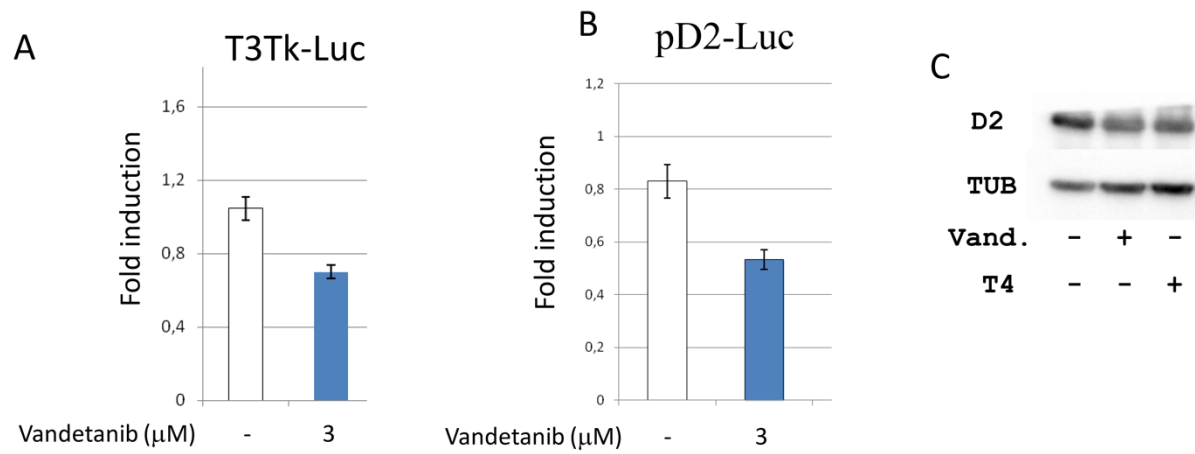 A
T3Tk-Luc
Fold induction
1,6
1,2
0,8
0,4
0
Vandetanib (μM) - 3
B
pD2-Luc
Fold induction
1,2
1
0,8
0,6
0,4
0,2
0
Vandetanib (μM) - 3
C
D2
TUB
Vand. - + -
T4 - - +